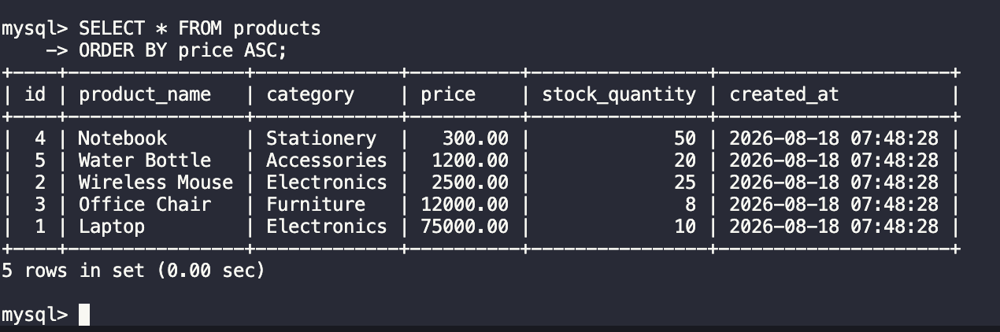 mysql> SELECT * FROM products
    -> ORDER BY price ASC;
+----+----------------+-------------+----------+----------------+---------------------+
| id | product_name   | category    | price    | stock_quantity | created_at          |
+----+----------------+-------------+----------+----------------+---------------------+
|  4 | Notebook       | Stationery  |   300.00 |             50 | 2026-08-18 07:48:28 |
|  5 | Water Bottle   | Accessories |  1200.00 |             20 | 2026-08-18 07:48:28 |
|  2 | Wireless Mouse | Electronics |  2500.00 |             25 | 2026-08-18 07:48:28 |
|  3 | Office Chair   | Furniture   | 12000.00 |              8 | 2026-08-18 07:48:28 |
|  1 | Laptop         | Electronics | 75000.00 |             10 | 2026-08-18 07:48:28 |
+----+----------------+-------------+----------+----------------+---------------------+
5 rows in set (0.00 sec)

mysql>